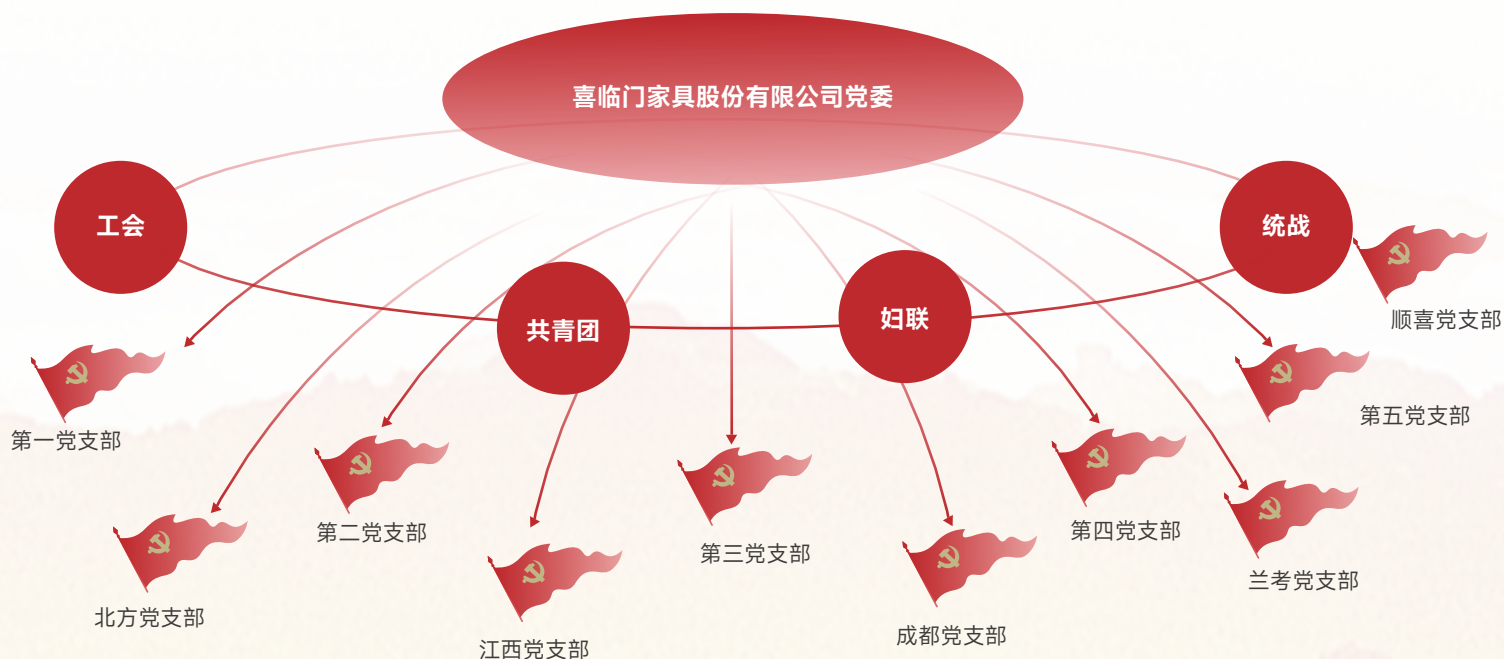 喜临门家具股份有限公司党委
工会
统战
共青团
妇联
顺喜党支部
第一党支部
第五党支部
第二党支部
第四党支部
第三党支部
兰考党支部
北方党支部
江西党支部
成都党支部